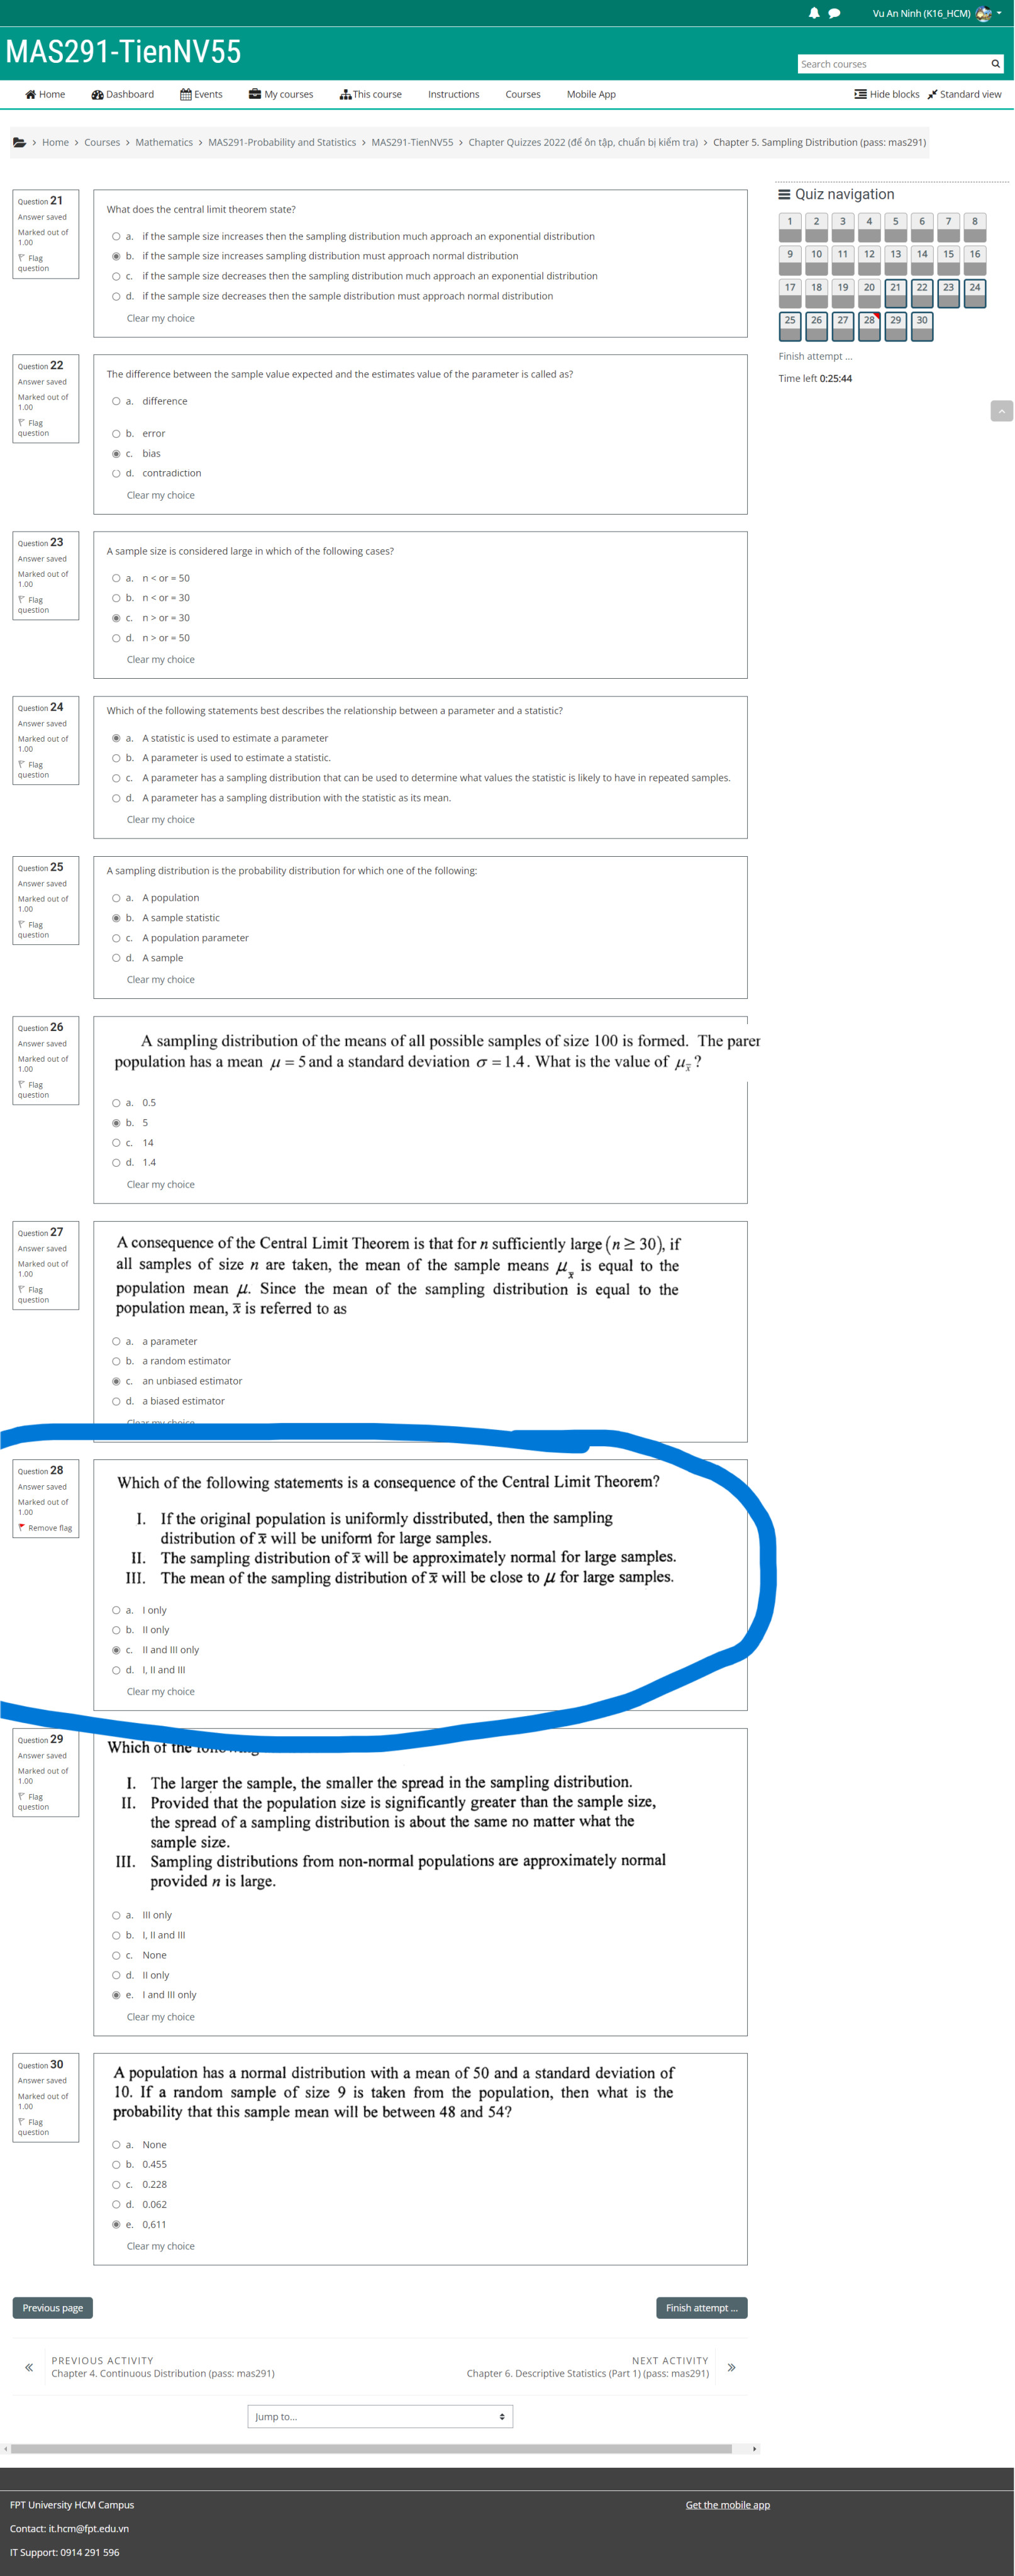 Vu An Ninh (K16_HCM)
MAS291-TienNV55
Search courses
Home Dashboard Events My courses This course Instructions Courses Mobile App Hide blocks Standard view
Home > Courses > Mathematics > MAS291-Probability and Statistics > MAS291-TienNV55 > Chapter Quizzes 2022 (để ôn tập, chuẩn bị kiểm tra) > Chapter 5. Sampling Distribution (pass: mas291)
Question 21
Answer saved
Marked out of
1.00
Flag
question
What does the central limit theorem state?
a. if the sample size increases then the sampling distribution much approach an exponential distribution
b. if the sample size increases sampling distribution must approach normal distribution
c. if the sample size decreases then the sampling distribution much approach an exponential distribution
d. if the sample size decreases then the sample distribution must approach normal distribution
Clear my choice
Question 22
Answer saved
Marked out of
1.00
Flag
question
The difference between the sample value expected and the estimates value of the parameter is called as?
a. difference
b. error
c. bias
d. contradiction
Clear my choice
Question 23
Answer saved
Marked out of
1.00
Flag
question
A sample size is considered large in which of the following cases?
a. n < or = 50
b. n < or = 30
c. n > or = 30
d. n > or = 50
Clear my choice
Question 24
Answer saved
Marked out of
1.00
Flag
question
Which of the following statements best describes the relationship between a parameter and a statistic?
a. A statistic is used to estimate a parameter
b. A parameter is used to estimate a statistic.
c. A parameter has a sampling distribution that can be used to determine what values the statistic is likely to have in repeated samples.
d. A parameter has a sampling distribution with the statistic as its mean.
Clear my choice
Question 25
Answer saved
Marked out of
1.00
Flag
question
A sampling distribution is the probability distribution for which one of the following:
a. A population
b. A sample statistic
c. A population parameter
d. A sample
Clear my choice
Question 26
Answer saved
Marked out of
1.00
Flag
question
A sampling distribution of the means of all possible samples of size 100 is formed. The paren
population has a mean μ = 5 and a standard deviation σ = 1.4. What is the value of μx̄ ?
a. 0.5
b. 5
c. 14
d. 1.4
Clear my choice
Question 27
Answer saved
Marked out of
1.00
Flag
question
A consequence of the Central Limit Theorem is that for n sufficiently large (n ≥ 30), if
all samples of size n are taken, the mean of the sample means μx̄ is equal to the
population mean μ. Since the mean of the sampling distribution is equal to the
population mean, x̄ is referred to as
a. a parameter
b. a random estimator
c. an unbiased estimator
d. a biased estimator
Clear my choice
Question 28
Answer saved
Marked out of
1.00
Remove flag
Which of the following statements is a consequence of the Central Limit Theorem?
I. If the original population is uniformly disstributed, then the sampling
distribution of x̄ will be uniform for large samples.
II. The sampling distribution of x̄ will be approximately normal for large samples.
III. The mean of the sampling distribution of x̄ will be close to μ for large samples.
a. I only
b. II only
c. II and III only
d. I, II and III
Clear my choice
Question 29
Answer saved
Marked out of
1.00
Flag
question
Which of the following
I. The larger the sample, the smaller the spread in the sampling distribution.
II. Provided that the population size is significantly greater than the sample size,
the spread of a sampling distribution is about the same no matter what the
sample size.
III. Sampling distributions from non-normal populations are approximately normal
provided n is large.
a. III only
b. I, II and III
c. None
d. II only
e. I and III only
Clear my choice
Question 30
Answer saved
Marked out of
1.00
Flag
question
A population has a normal distribution with a mean of 50 and a standard deviation of
10. If a random sample of size 9 is taken from the population, then what is the
probability that this sample mean will be between 48 and 54?
a. None
b. 0.455
c. 0.228
d. 0.062
e. 0,611
Clear my choice
Quiz navigation
1 2 3 4 5 6 7 8
9 10 11 12 13 14 15 16
17 18 19 20 21 22 23 24
25 26 27 28 29 30
Finish attempt ...
Time left 0:25:44
Previous page
Finish attempt ...
PREVIOUS ACTIVITY
Chapter 4. Continuous Distribution (pass: mas291)
NEXT ACTIVITY
Chapter 6. Descriptive Statistics (Part 1) (pass: mas291)
Jump to...
FPT University HCM Campus
Contact: it.hcm@fpt.edu.vn
IT Support: 0914 291 596
Get the mobile app